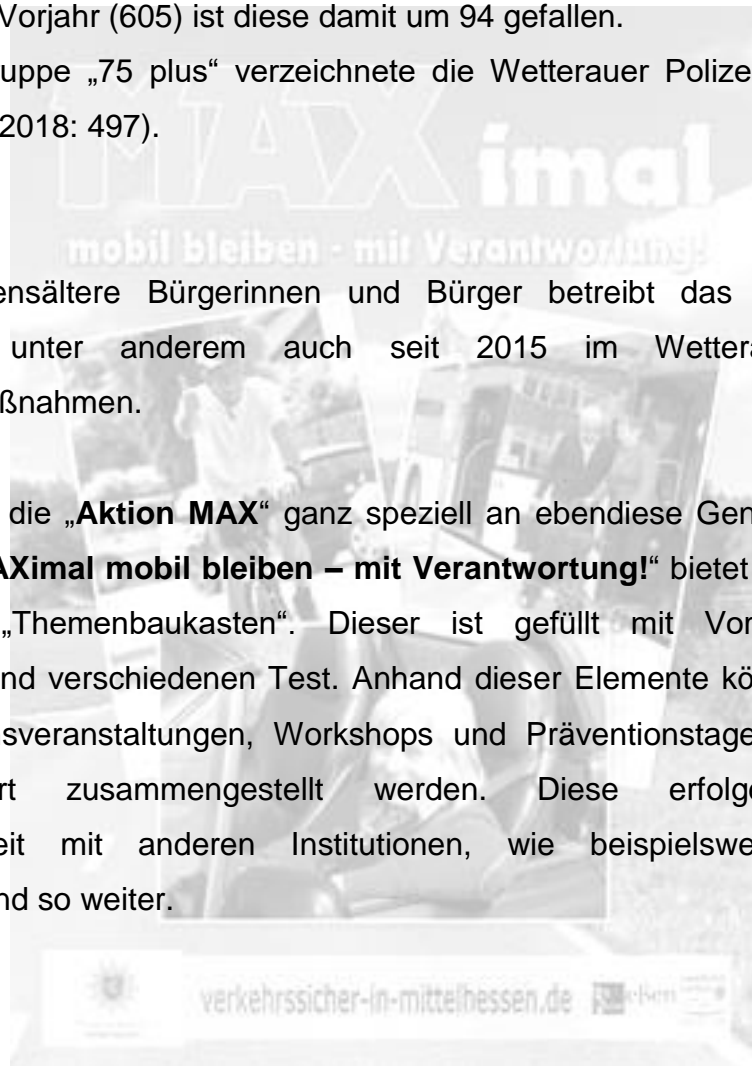 Vorjahr (605) ist diese damit um 94 gefallen.
uppe „75 plus“ verzeichnete die Wetterauer Polize
2018: 497).
MAXimal
mobil bleiben - mit Verantwortung!
ensältere Bürgerinnen und Bürger betreibt das
unter anderem auch seit 2015 im Wettera
ßnahmen.
die „Aktion MAX“ ganz speziell an ebendiese Gen
AXimal mobil bleiben – mit Verantwortung!“ bietet
„Themenbaukasten“. Dieser ist gefüllt mit Vor
nd verschiedenen Test. Anhand dieser Elemente kö
sveranstaltungen, Workshops und Präventionstage
rt zusammengestellt werden. Diese erfolge
eit mit anderen Institutionen, wie beispielswe
nd so weiter.
verkehrssicher-in-mittelhessen.de